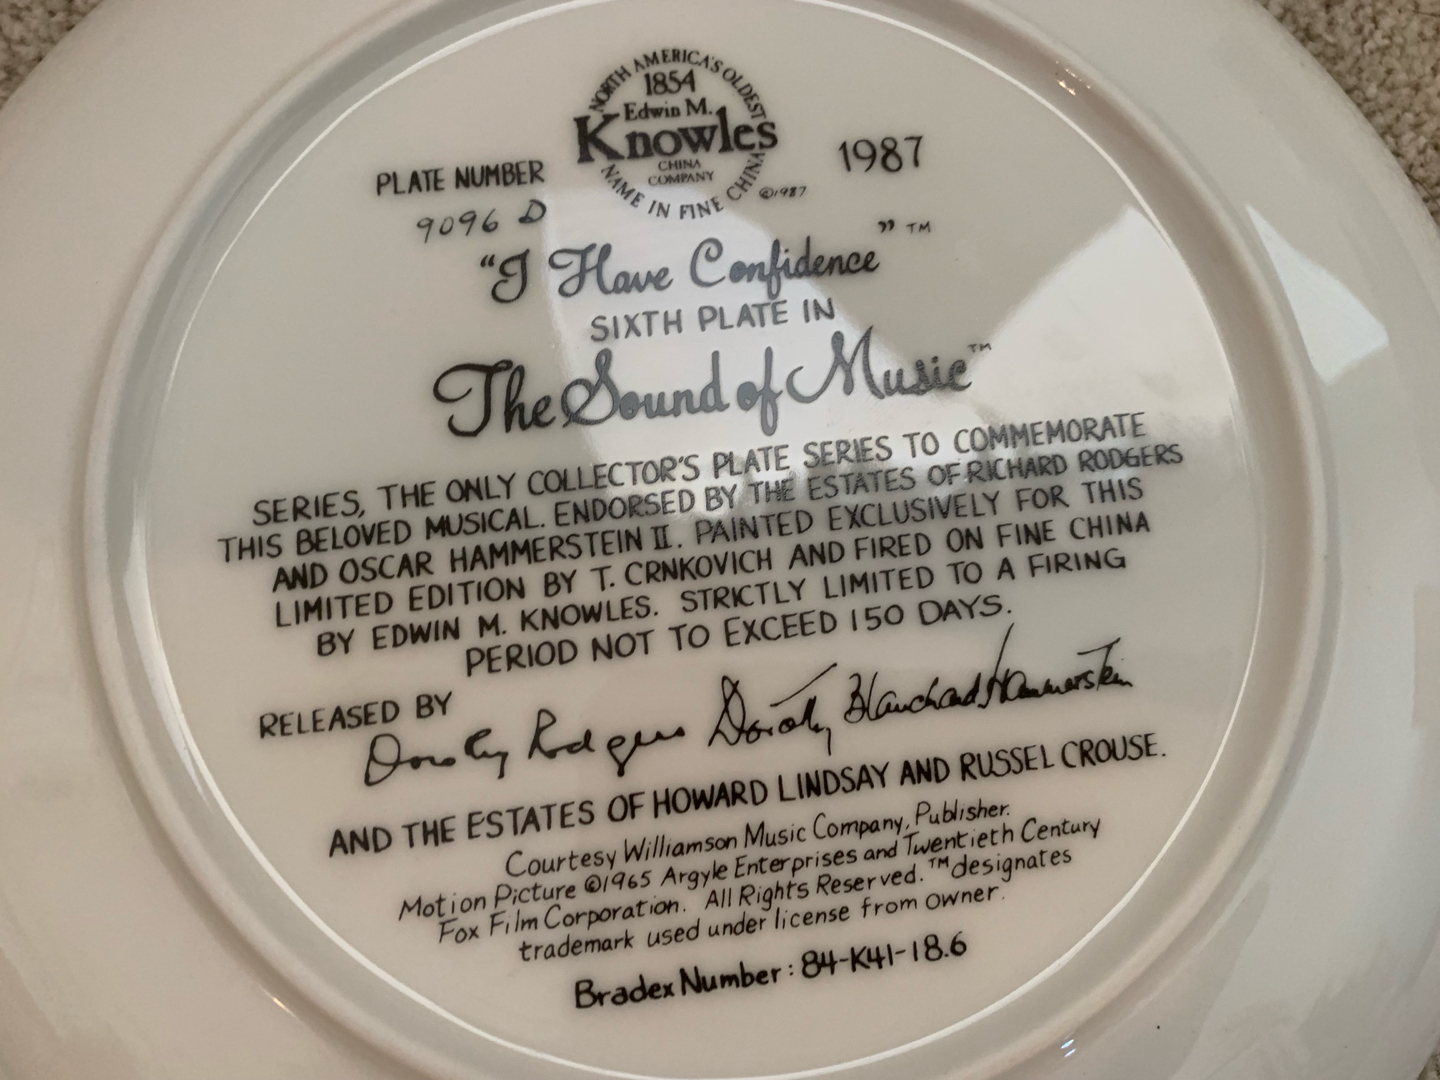 NORTH AMERICA'S OLDEST
1854
Edwin M.
Knowles
CHINA
COMPANY
NAME IN FINE CHINA
©1987
1987
PLATE NUMBER
9096 D
"I Have Confidence"™
SIXTH PLATE IN
The Sound of Music™
SERIES, THE ONLY COLLECTOR'S PLATE SERIES TO COMMEMORATE
THIS BELOVED MUSICAL. ENDORSED BY THE ESTATES OF RICHARD RODGERS
AND OSCAR HAMMERSTEIN II. PAINTED EXCLUSIVELY FOR THIS
LIMITED EDITION BY T. CRNKOVICH AND FIRED ON FINE CHINA
BY EDWIN M. KNOWLES. STRICTLY LIMITED TO A FIRING
PERIOD NOT TO EXCEED 150 DAYS.
RELEASED BY
Dorothy Rodgers Dorothy Blanchard Hammerstein
AND THE ESTATES OF HOWARD LINDSAY AND RUSSEL CROUSE.
Courtesy Williamson Music Company, Publisher.
Motion Picture ©1965 Argyle Enterprises and Twentieth Century
Fox Film Corporation. All Rights Reserved. ™designates
trademark used under license from owner.
Bradex Number: 84-K41-18.6